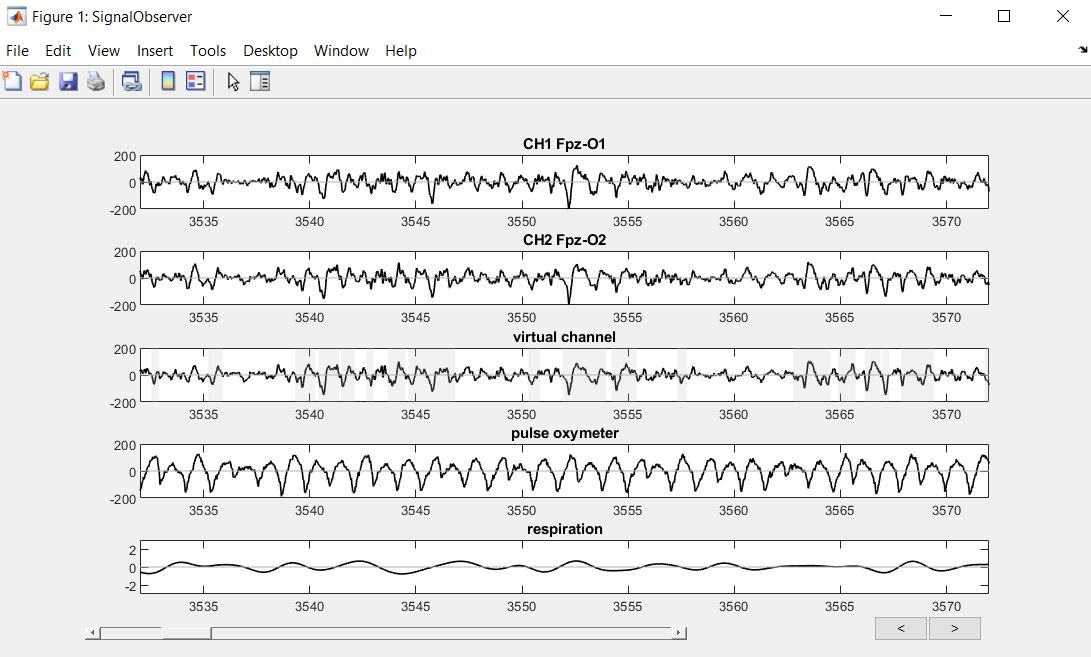 Figure 1: SignalObserver
File Edit View Insert Tools Desktop Window Help
CH1 Fpz-O1
200
0
-200
3535 3540 3545 3550 3555 3560 3565 3570
CH2 Fpz-O2
200
0
-200
3535 3540 3545 3550 3555 3560 3565 3570
virtual channel
200
0
-200
3535 3540 3545 3550 3555 3560 3565 3570
pulse oxymeter
200
0
-200
3535 3540 3545 3550 3555 3560 3565 3570
respiration
2
0
-2
3535 3540 3545 3550 3555 3560 3565 3570
< >